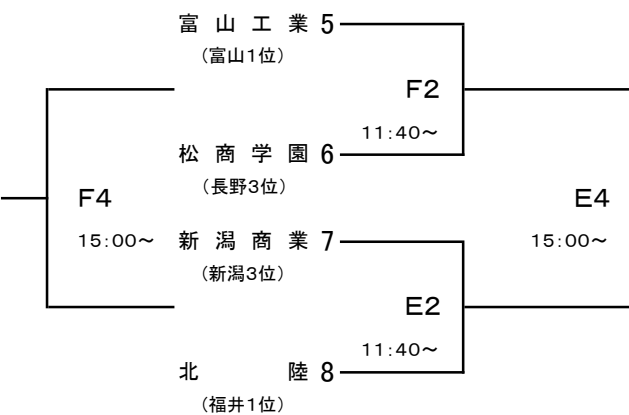 富山工業 5
（富山1位）
F2
11:40～
松商学園 6
（長野3位）
F4
E4
15:00～
新潟商業 7
15:00～
（新潟3位）
E2
11:40～
北陸 8
（福井1位）